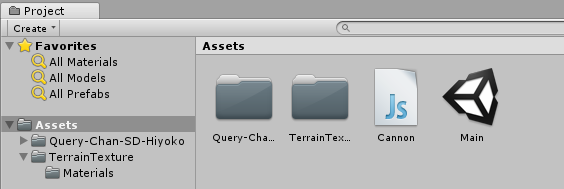 Project
Create
Favorites
All Materials
All Models
All Prefabs
Assets
Query-Chan-SD-Hiyoko
TerrainTexture
Materials
Assets
Js
Query-Cha... TerrainTex... Cannon Main